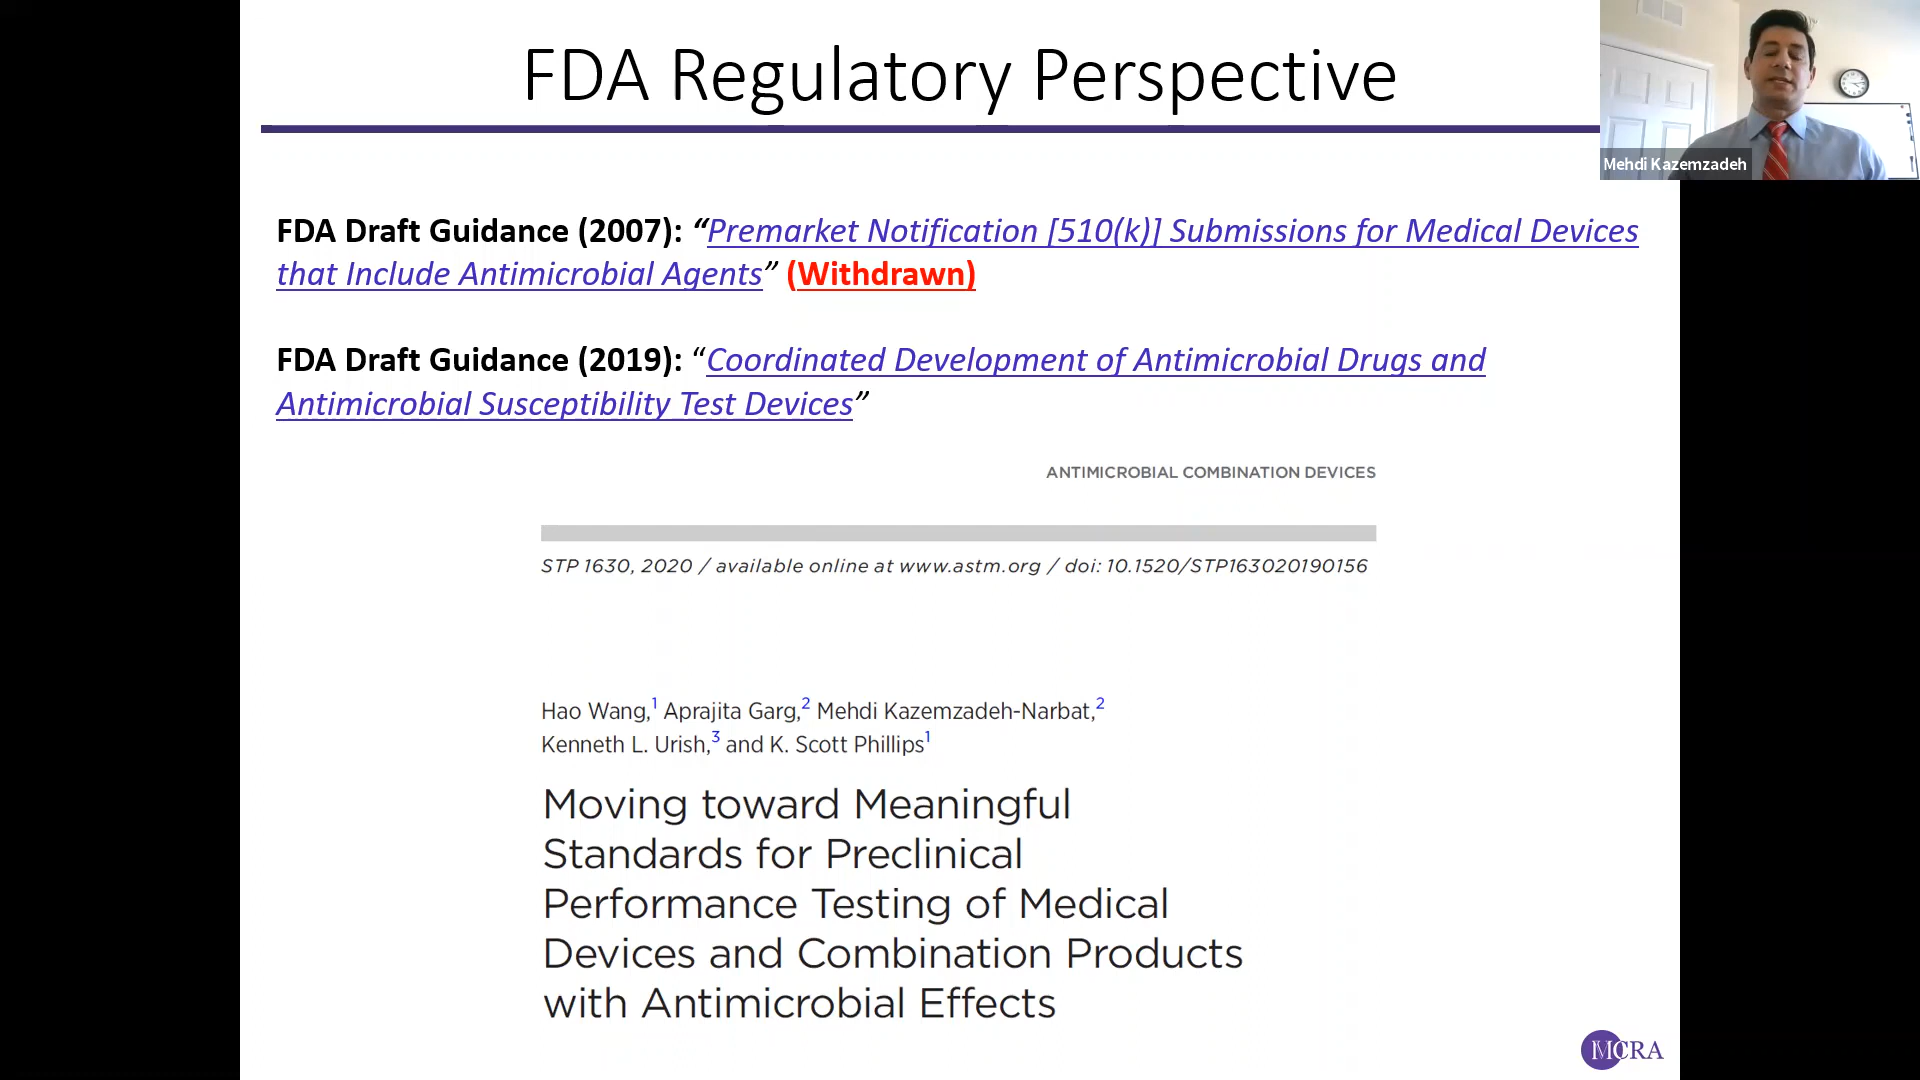 FDA Regulatory Perspective
Mehdi Kazemzadeh
FDA Draft Guidance (2007): “Premarket Notification [510(k)] Submissions for Medical Devices
that Include Antimicrobial Agents” (Withdrawn)
FDA Draft Guidance (2019): “Coordinated Development of Antimicrobial Drugs and
Antimicrobial Susceptibility Test Devices”
ANTIMICROBIAL COMBINATION DEVICES
STP 1630, 2020 / available online at www.astm.org / doi: 10.1520/STP163020190156
Hao Wang,1 Aprajita Garg,2 Mehdi Kazemzadeh-Narbat,2
Kenneth L. Urish,3 and K. Scott Phillips1
Moving toward Meaningful
Standards for Preclinical
Performance Testing of Medical
Devices and Combination Products
with Antimicrobial Effects
MCRA